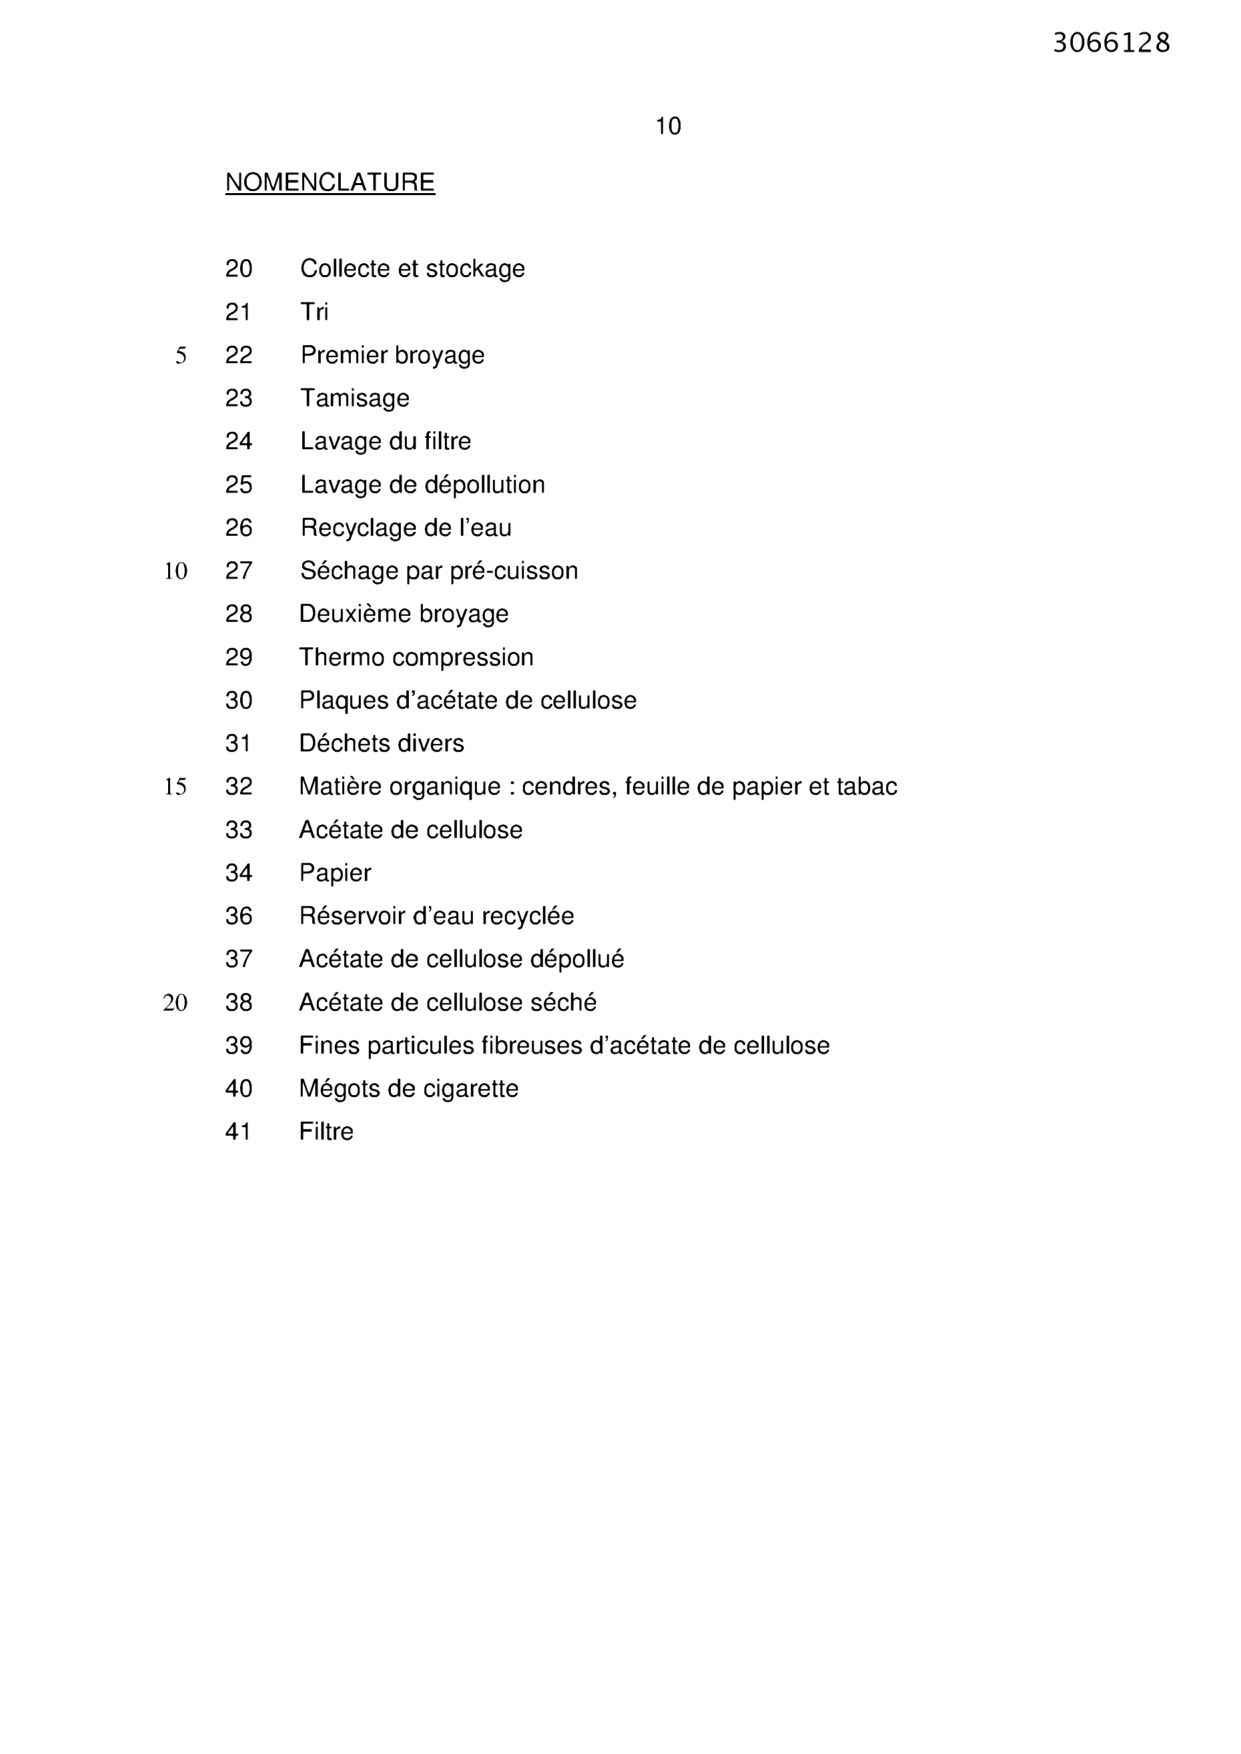 3066128
10
NOMENCLATURE
20 Collecte et stockage
21 Tri
5 22 Premier broyage
23 Tamisage
24 Lavage du filtre
25 Lavage de dépollution
26 Recyclage de l'eau
10 27 Séchage par pré-cuisson
28 Deuxième broyage
29 Thermo compression
30 Plaques d'acétate de cellulose
31 Déchets divers
15 32 Matière organique : cendres, feuille de papier et tabac
33 Acétate de cellulose
34 Papier
36 Réservoir d'eau recyclée
37 Acétate de cellulose dépollué
20 38 Acétate de cellulose séché
39 Fines particules fibreuses d'acétate de cellulose
40 Mégots de cigarette
41 Filtre